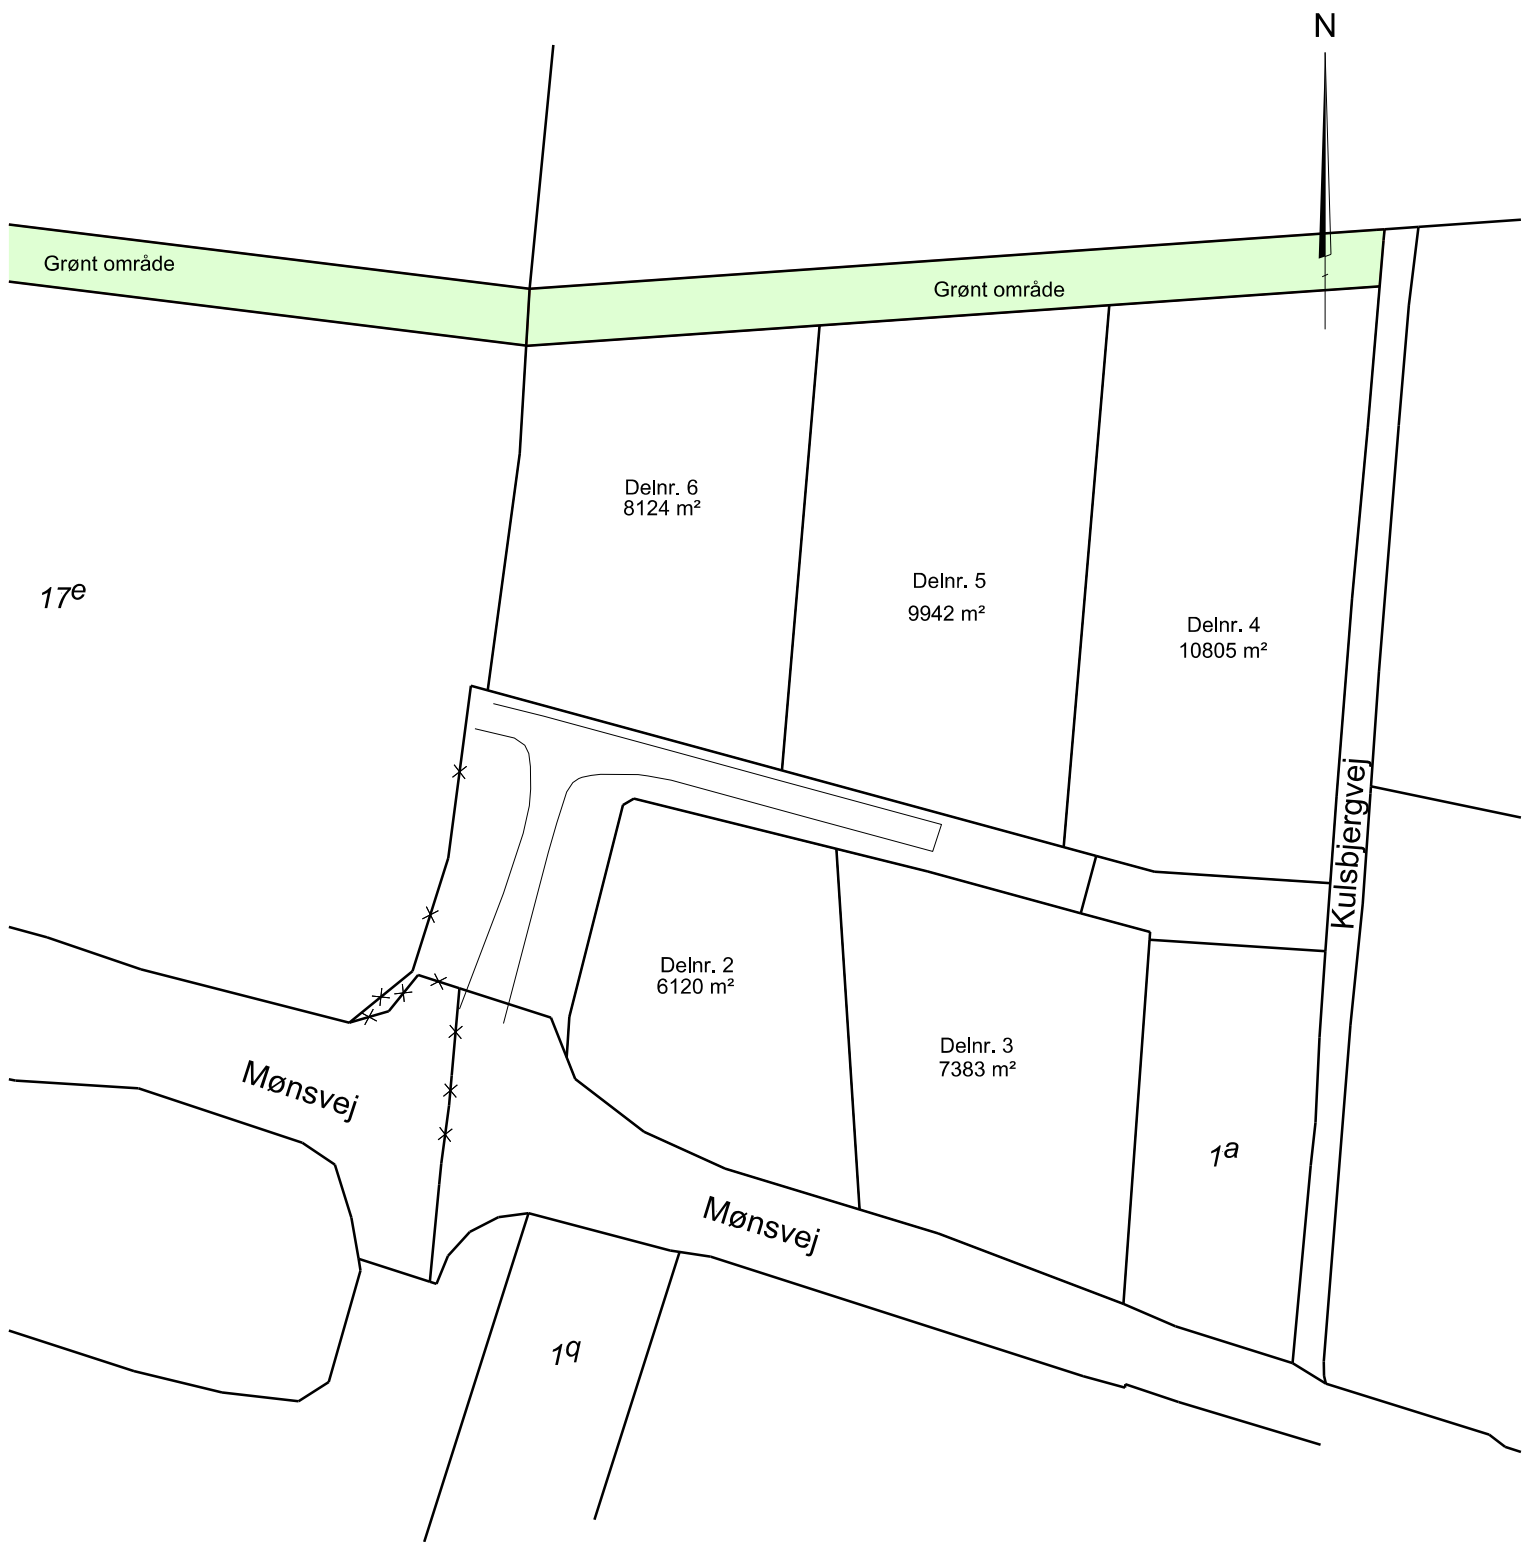 N
Grønt område
Grønt område
Delnr. 6
8124 m²
Delnr. 5
9942 m²
17e
Delnr. 4
10805 m²
Kulsbjergvej
Delnr. 2
6120 m²
Delnr. 3
7383 m²
Mønsvej
1a
Mønsvej
1q